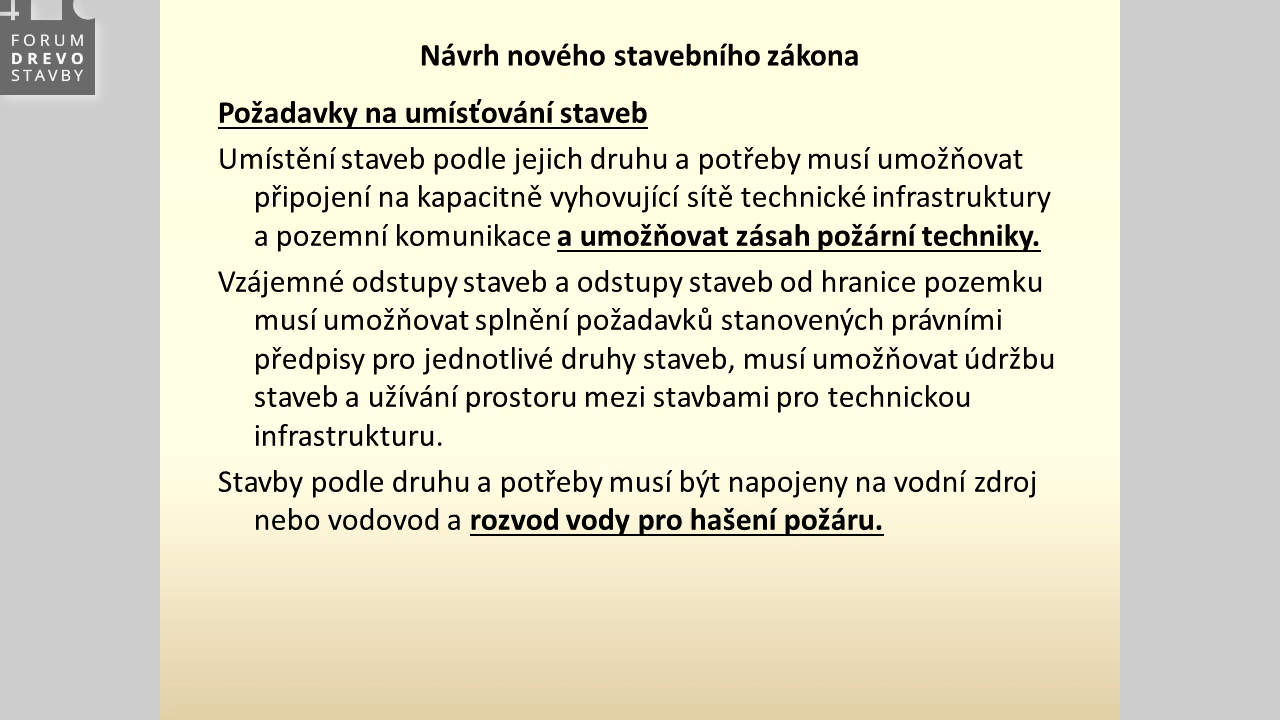 FORUM
DREVO
STAVBY
Návrh nového stavebního zákona
Požadavky na umísťování staveb
Umístění staveb podle jejich druhu a potřeby musí umožňovat
připojení na kapacitně vyhovující sítě technické infrastruktury
a pozemní komunikace a umožňovat zásah požární techniky.
Vzájemné odstupy staveb a odstupy staveb od hranice pozemku
musí umožňovat splnění požadavků stanovených právními
předpisy pro jednotlivé druhy staveb, musí umožňovat údržbu
staveb a užívání prostoru mezi stavbami pro technickou
infrastrukturu.
Stavby podle druhu a potřeby musí být napojeny na vodní zdroj
nebo vodovod a rozvod vody pro hašení požáru.